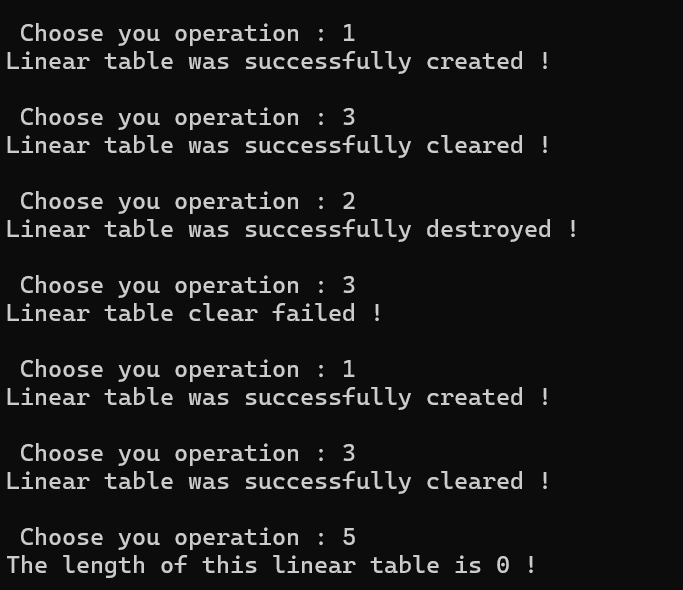 Choose you operation : 1
Linear table was successfully created !
Choose you operation : 3
Linear table was successfully cleared !
Choose you operation : 2
Linear table was successfully destroyed !
Choose you operation : 3
Linear table clear failed !
Choose you operation : 1
Linear table was successfully created !
Choose you operation : 3
Linear table was successfully cleared !
Choose you operation : 5
The length of this linear table is 0 !